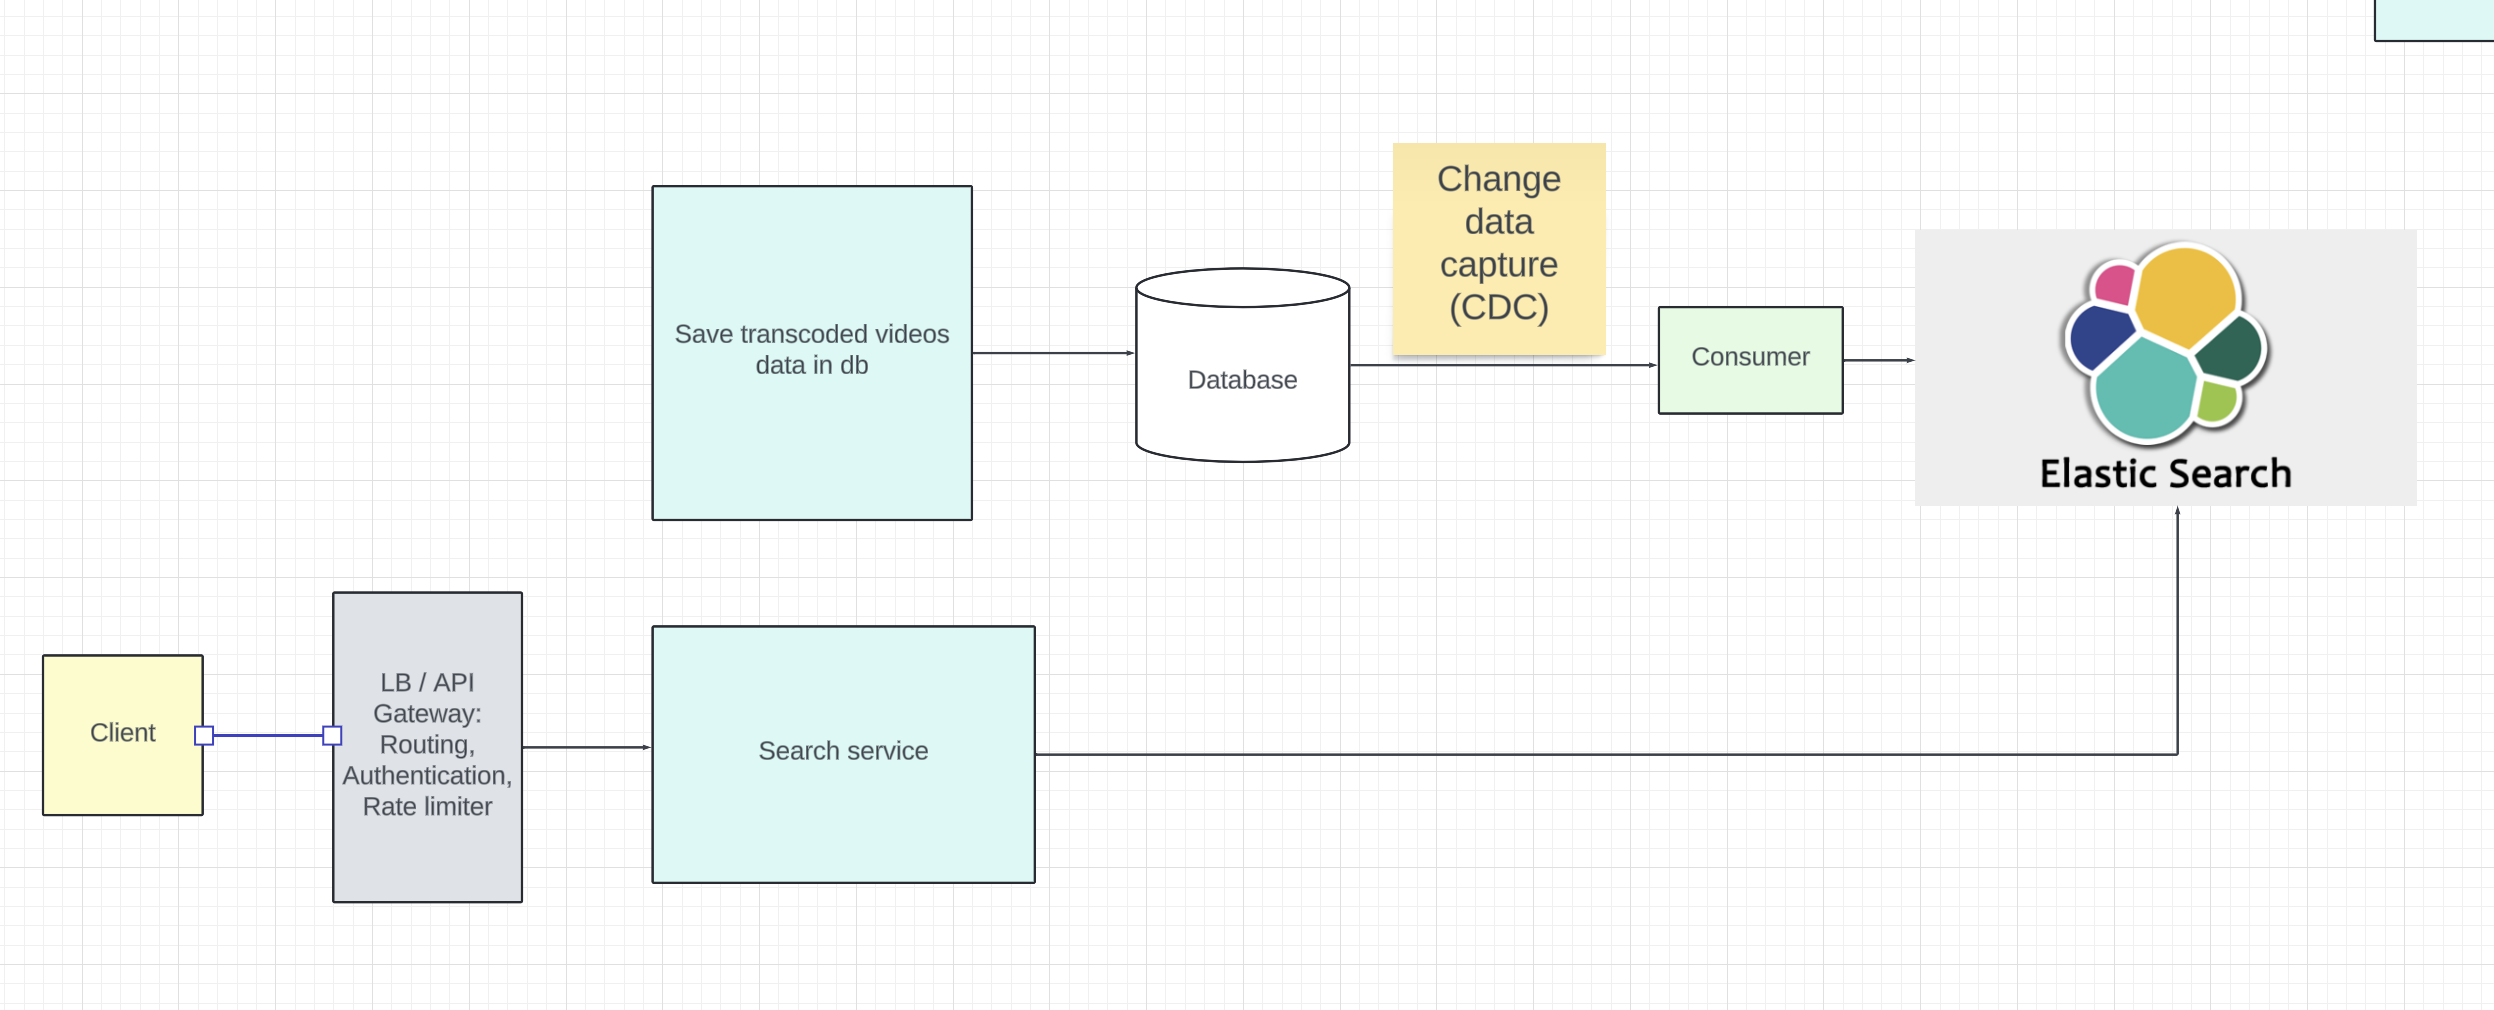 Change
data
capture
(CDC)
Save transcoded videos
data in db
Database
Consumer
Elastic Search
Client
LB / API
Gateway:
Routing,
Authentication,
Rate limiter
Search service